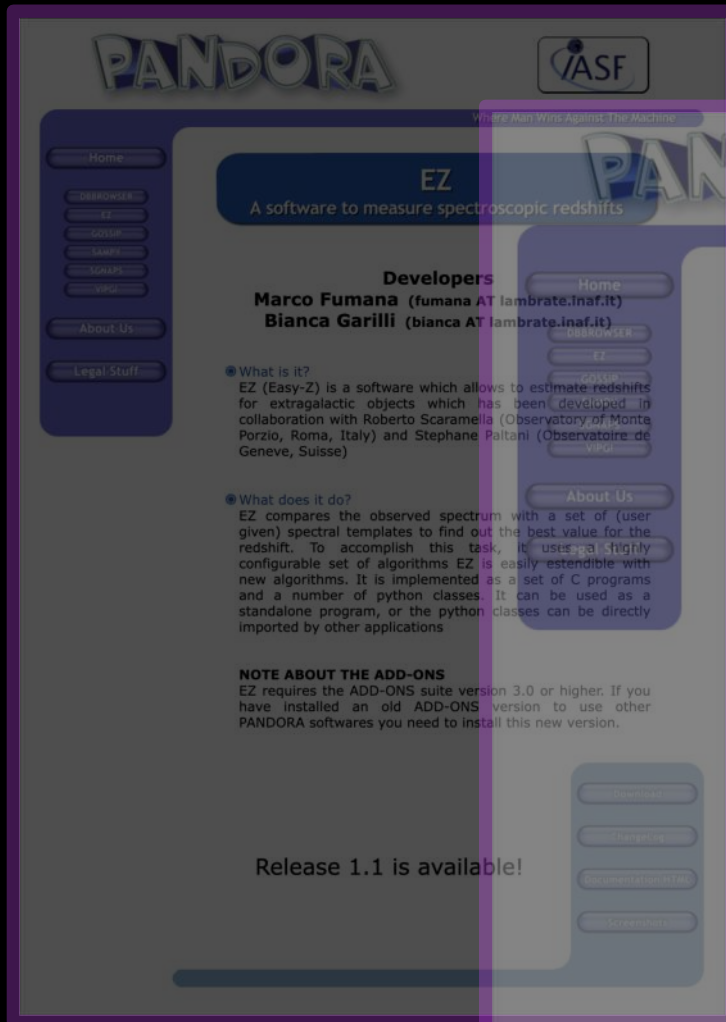 PANDORA
iASF
Where Man Wins Against The Machine
PAN
Home
DBBROWSER
EZ
GOSSIP
SAMPY
SGNAPS
VIPGI
About Us
Legal Stuff
EZ
A software to measure spectroscopic redshifts
Developers
Marco Fumana (fumana AT lambrate.inaf.it)
Bianca Garilli (bianca AT lambrate.inaf.it)
What is it?
EZ (Easy-Z) is a software which allows to estimate redshifts
for extragalactic objects which has been developed in
collaboration with Roberto Scaramella (Observatory of Monte
Porzio, Roma, Italy) and Stephane Paltani (Observatoire de
Geneve, Suisse)
What does it do?
EZ compares the observed spectrum with a set of (user
given) spectral templates to find out the best value for the
redshift. To accomplish this task, it uses a highly
configurable set of algorithms EZ is easily estendible with
new algorithms. It is implemented as a set of C programs
and a number of python classes. It can be used as a
standalone program, or the python classes can be directly
imported by other applications
NOTE ABOUT THE ADD-ONS
EZ requires the ADD-ONS suite version 3.0 or higher. If you
have installed an old ADD-ONS version to use other
PANDORA softwares you need to install this new version.
Release 1.1 is available!
Home
DBBROWSER
EZ
GOSSIP
VIPGI
About Us
Legal Stuff
Download
ChangeLog
Documentation HTML
Screenshots